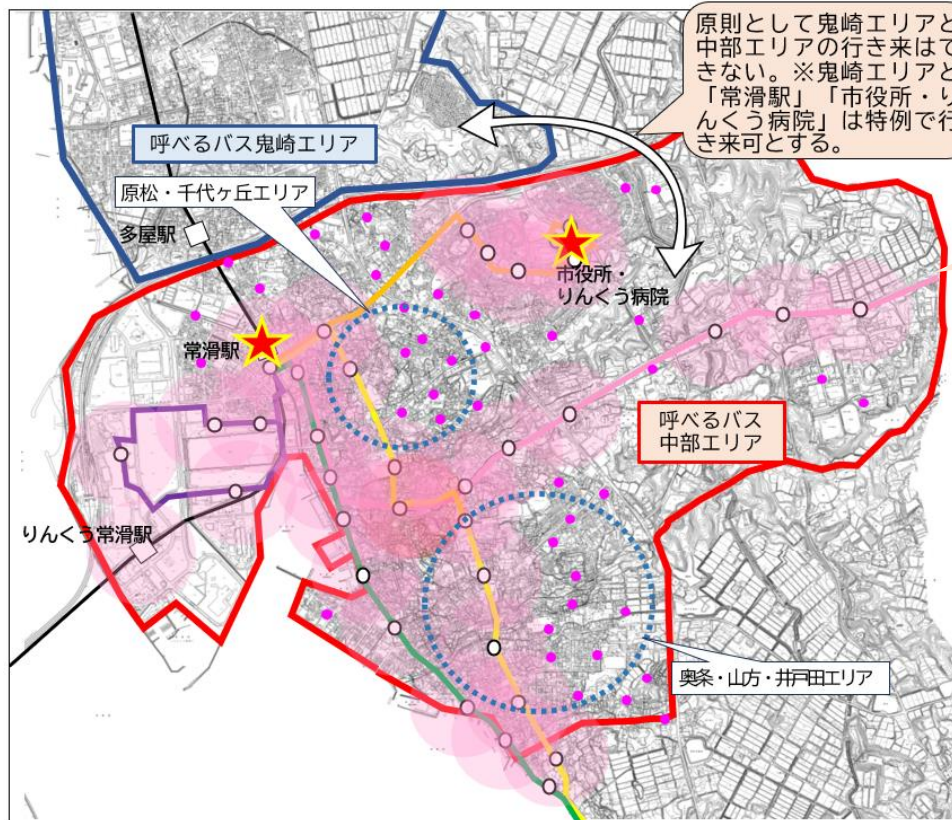 原則として鬼崎エリアと
中部エリアの行き来はで
きない。※鬼崎エリアと
「常滑駅」「市役所・り
んくう病院」は特例で行
き来可とする。
呼べるバス鬼崎エリア
原松・千代ヶ丘エリア
多屋駅
市役所・
りんくう病院
常滑駅
呼べるバス
中部エリア
りんくう常滑駅
奥条・山方・井戸田エリア